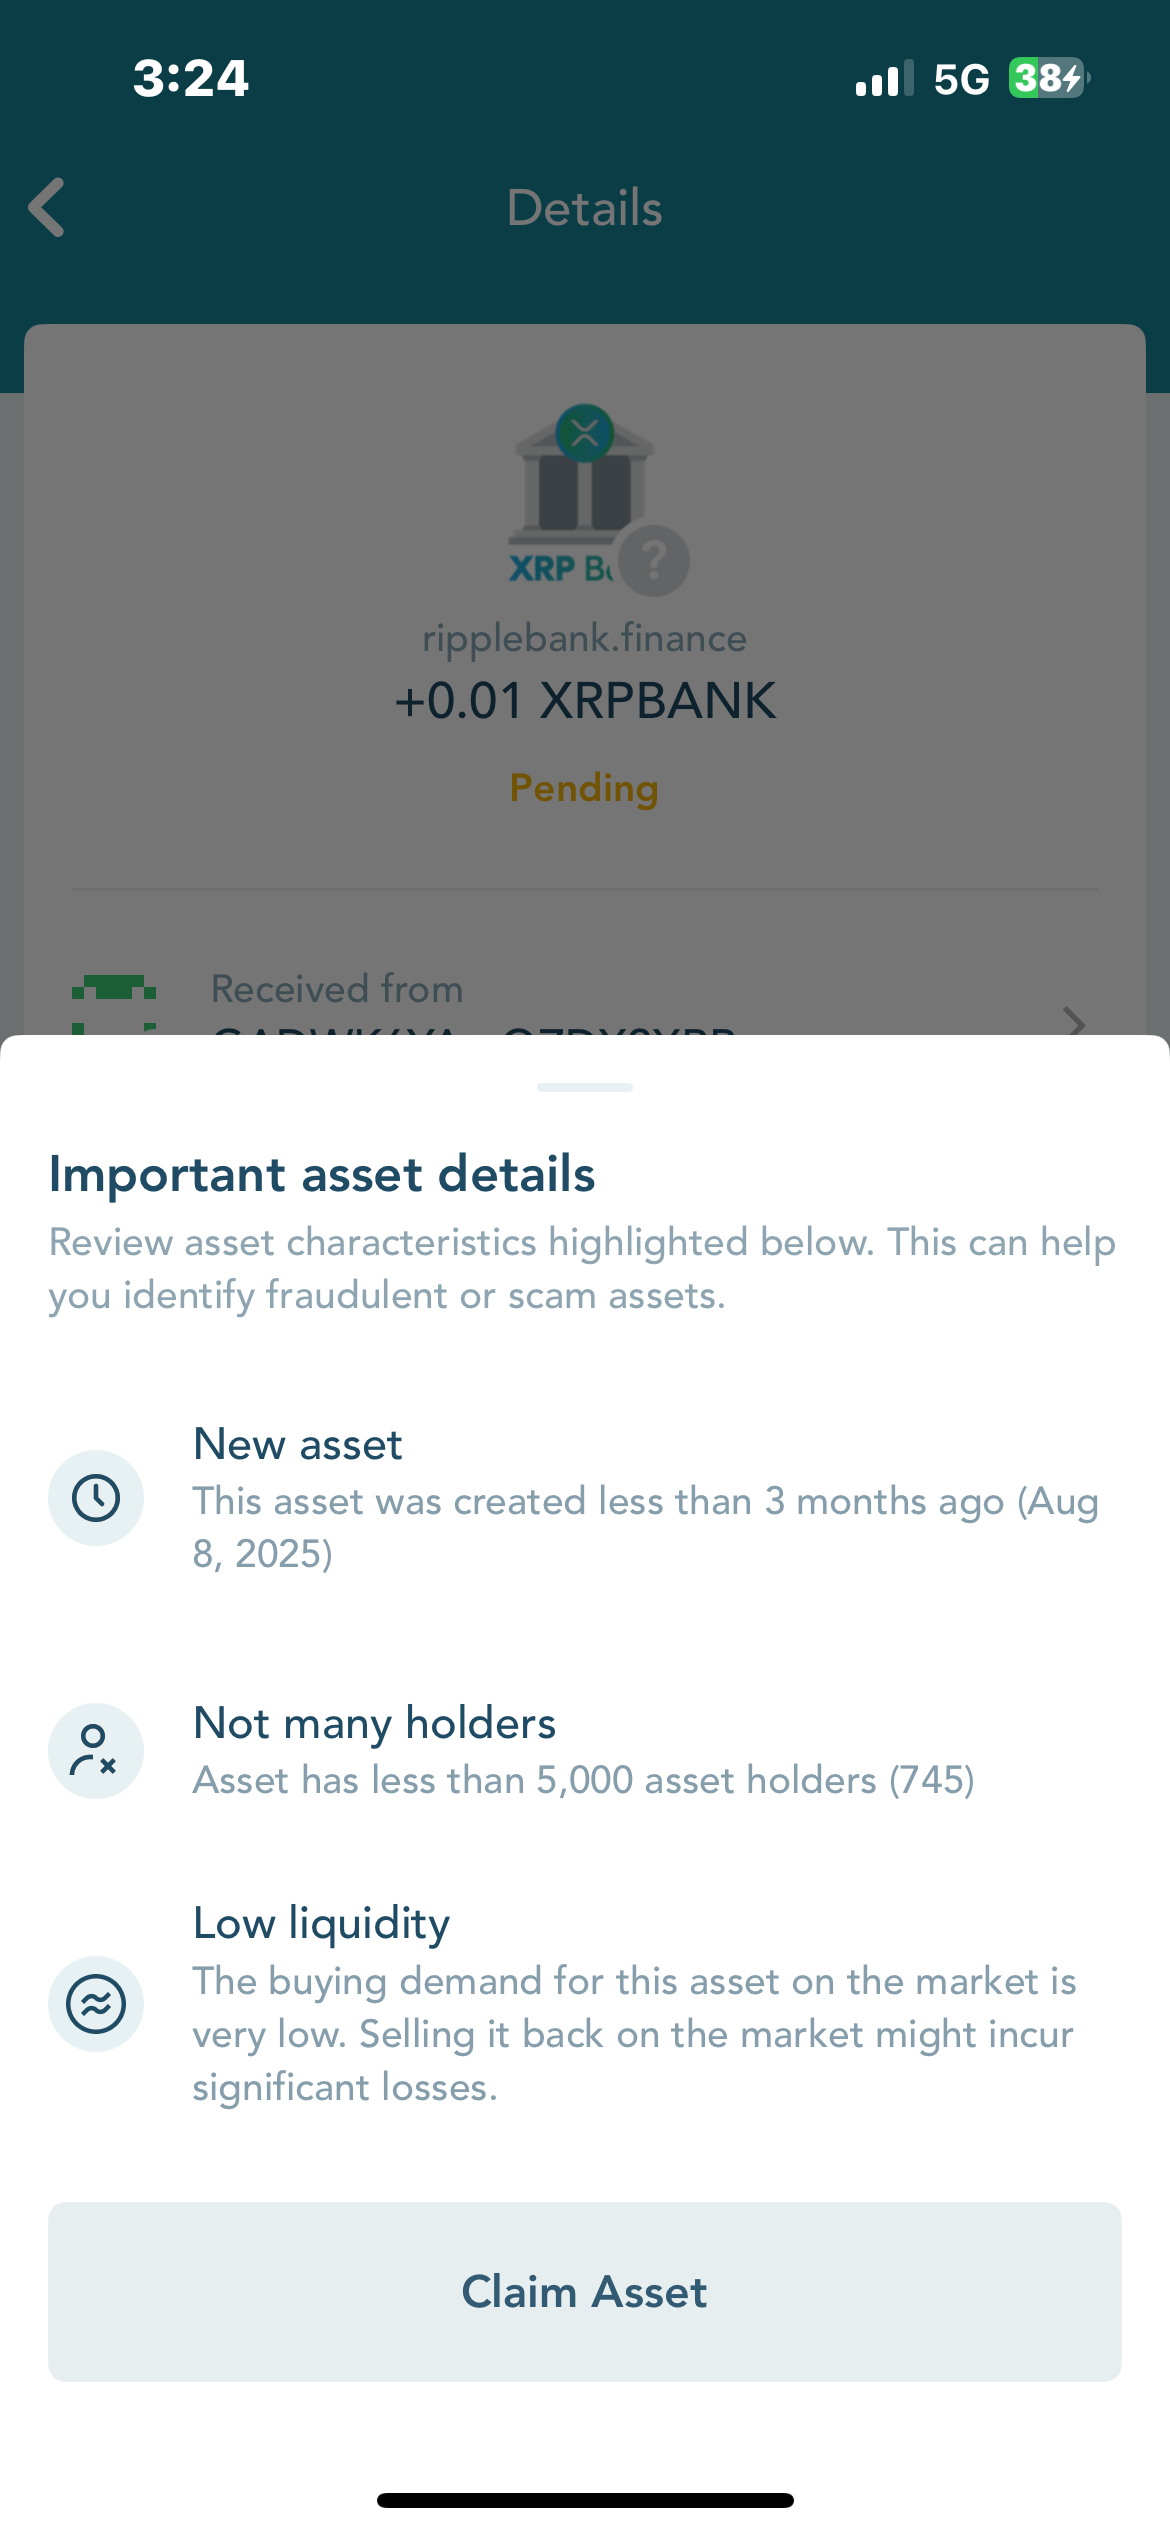 3:24
5G
38
Details
XRP
ripplebank.finance
+0.01 XRPBANK
Pending
Received from
Important asset details
Review asset characteristics highlighted below. This can help
you identify fraudulent or scam assets.
New asset
This asset was created less than 3 months ago (Aug
8, 2025)
Not many holders
Asset has less than 5,000 asset holders (745)
Low liquidity
The buying demand for this asset on the market is
very low. Selling it back on the market might incur
significant losses.
Claim Asset